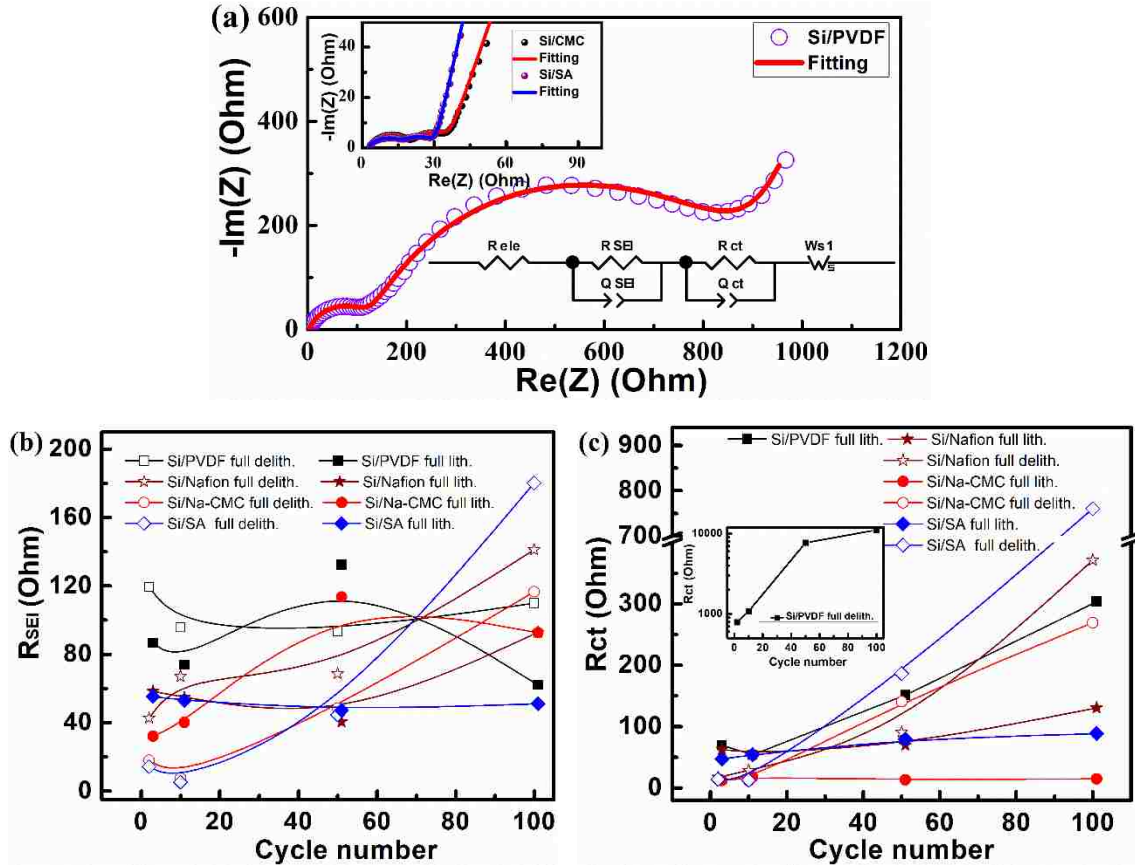 (a)
600
400
200
0
-Im(Z) (Ohm)
0 200 400 600 800 1000 1200
Re(Z) (Ohm)
Si/PVDF
Fitting
40
20
0
-Im(Z) (Ohm)
30 60 90
Re(Z) (Ohm)
Si/CMC
Fitting
Si/SA
Fitting
R ele
R SEI
Q SEI
R ct
Q ct
Ws1
s
(b)
200
160
120
80
40
0
RSEI (Ohm)
Si/PVDF full delith. Si/PVDF full lith.
Si/Nafion full delith. Si/Nafion full lith.
Si/Na-CMC full delith. Si/Na-CMC full lith.
Si/SA full delith. Si/SA full lith.
0 20 40 60 80 100
Cycle number
(c)
900
800
700
300
200
100
0
Rct (Ohm)
Si/PVDF full lith. Si/Nafion full lith.
Si/Nafion full delith.
Si/Na-CMC full lith.
Si/Na-CMC full delith.
Si/SA full lith.
Si/SA full delith.
10000
1000
Rct (Ohm)
Si/PVDF full delith.
0 20 40 60 80 100
Cycle number
0 20 40 60 80 100
Cycle number